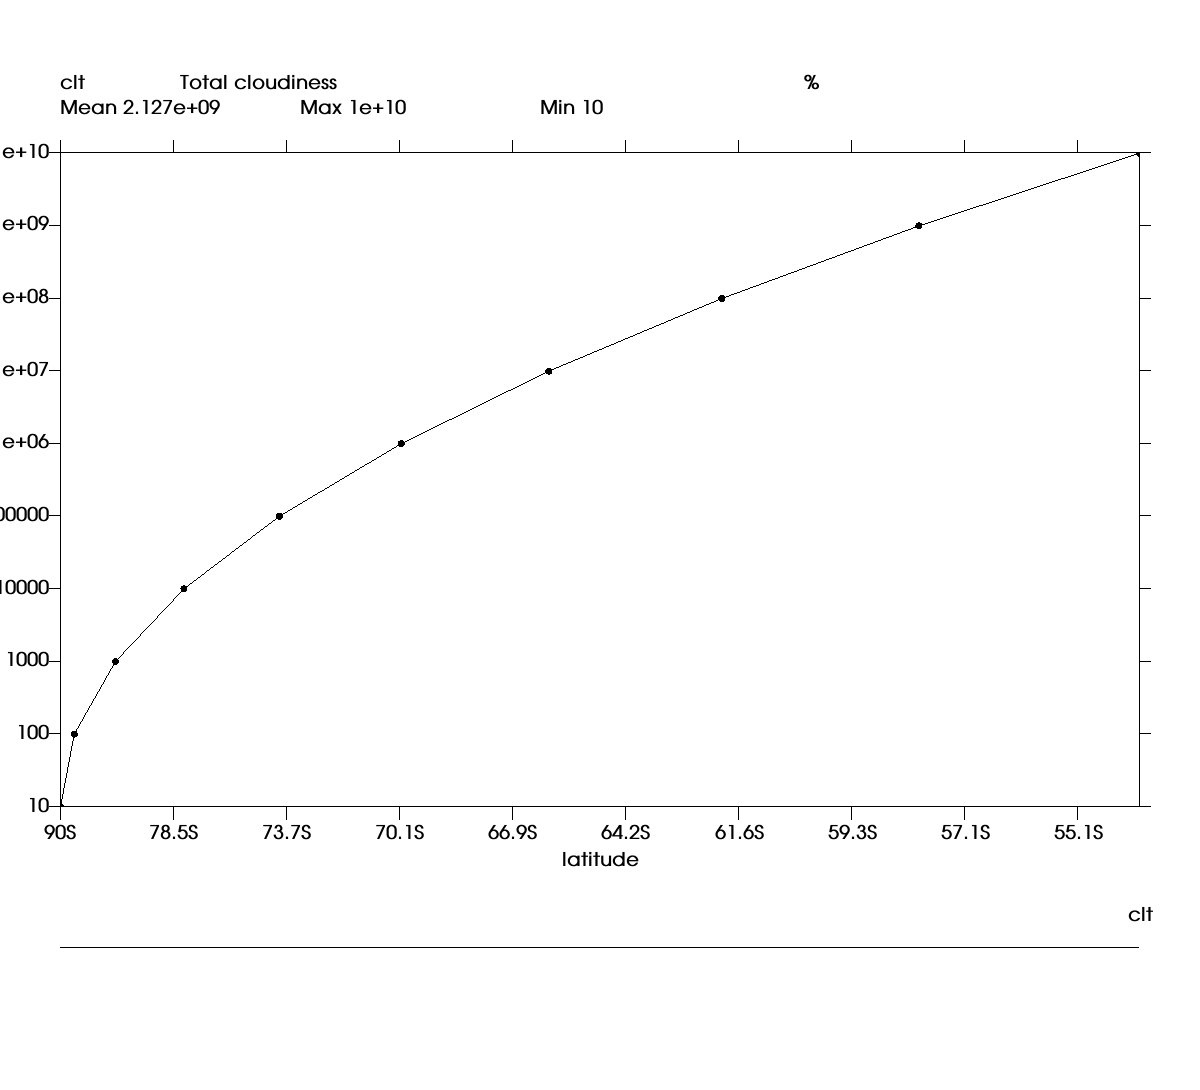 clt Total cloudiness %
Mean 2.127e+09 Max 1e+10 Min 10
e+10
e+09
e+08
e+07
e+06
00000
10000
1000
100
10
90S 78.5S 73.7S 70.1S 66.9S 64.2S 61.6S 59.3S 57.1S 55.1S
latitude
clt